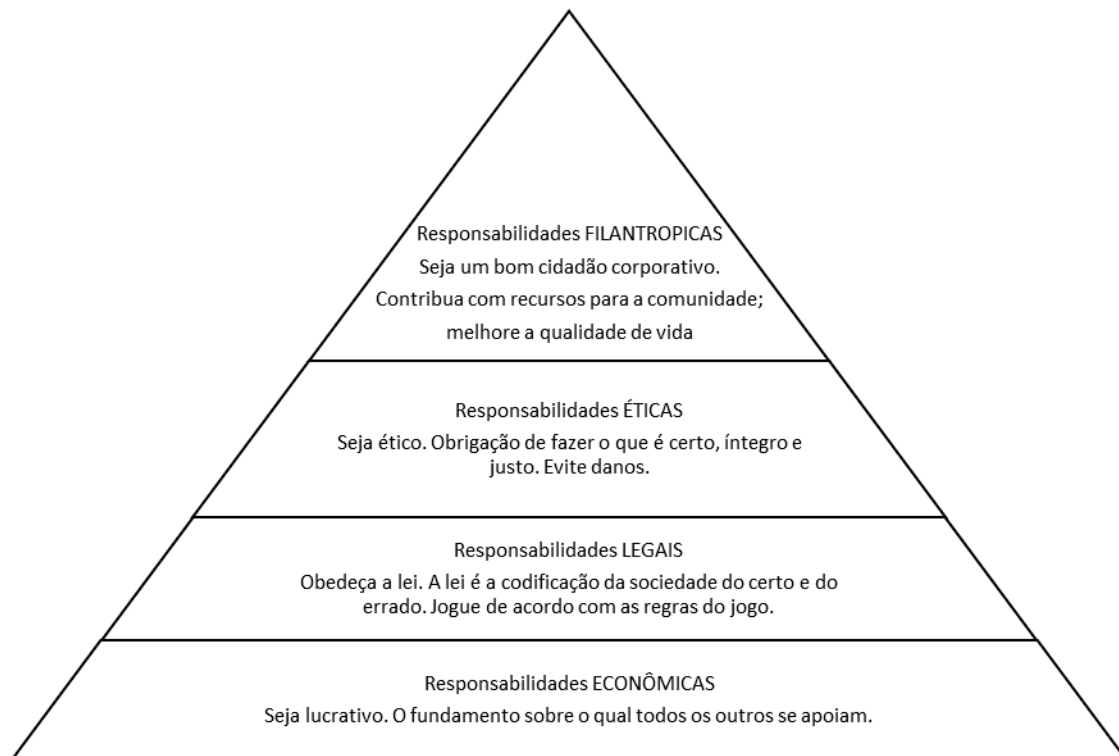 Responsabilidades FILANTROPICAS
Seja um bom cidadão corporativo.
Contribua com recursos para a comunidade;
melhore a qualidade de vida
Responsabilidades ÉTICAS
Seja ético. Obrigação de fazer o que é certo, íntegro e
justo. Evite danos.
Responsabilidades LEGAIS
Obedeça a lei. A lei é a codificação da sociedade do certo e do
errado. Jogue de acordo com as regras do jogo.
Responsabilidades ECONÔMICAS
Seja lucrativo. O fundamento sobre o qual todos os outros se apoiam.